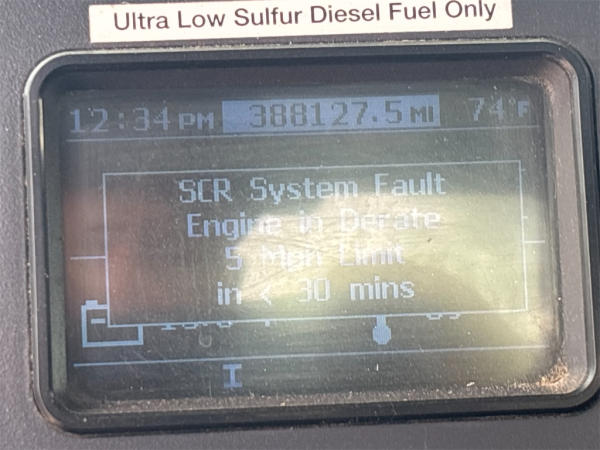 Ultra Low Sulfur Diesel Fuel Only
12:34 PM 388127.5 MI 74 F
SCR System Fault
Engine in Derate
5 Mph Limit
in < 30 mins
I